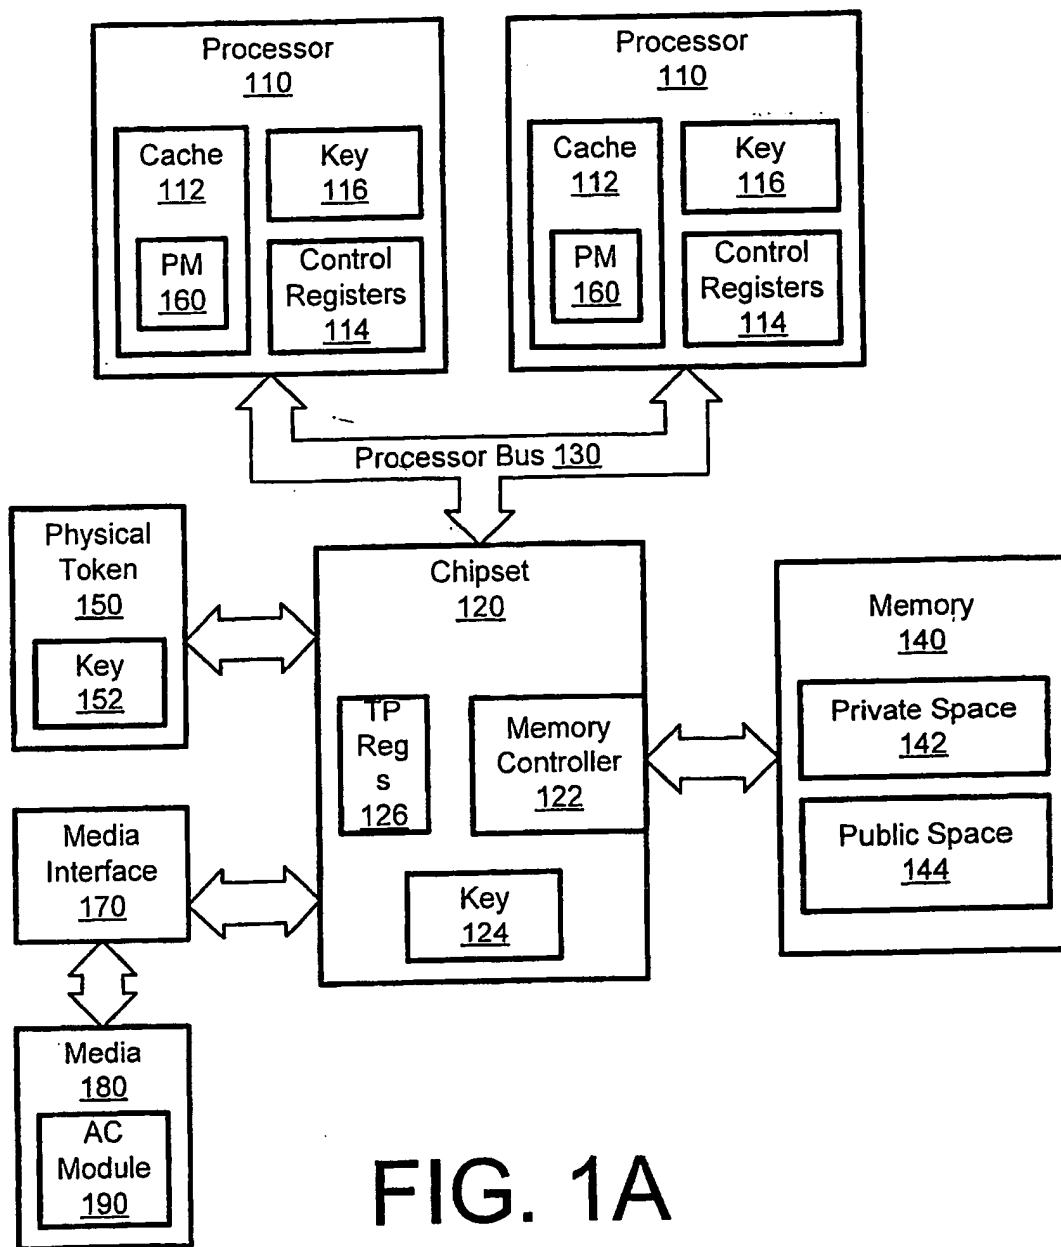 Processor
110
Cache
112
PM
160
Key
116
Control
Registers
114
Processor
110
Cache
112
PM
160
Key
116
Control
Registers
114
Processor Bus 130
Physical
Token
150
Key
152
Chipset
120
TP
Reg
s
126
Memory
Controller
122
Key
124
Memory
140
Private Space
142
Public Space
144
Media
Interface
170
Media
180
AC
Module
190
FIG. 1A